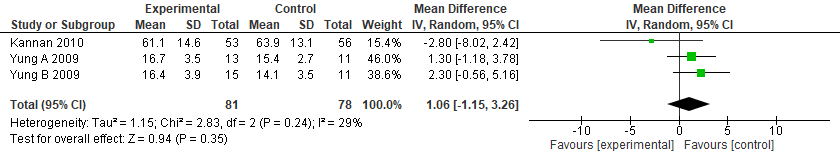 Experimental Control Mean Difference Mean Difference
Study or Subgroup Mean SD Total Mean SD Total Weight IV, Random, 95% CI IV, Random, 95% CI
Kannan 2010 61.1 14.6 53 63.9 13.1 56 15.4% -2.80 [-8.02, 2.42]
Yung A 2009 16.7 3.5 13 15.4 2.7 11 46.0% 1.30 [-1.18, 3.78]
Yung B 2009 16.4 3.9 15 14.1 3.5 11 38.6% 2.30 [-0.56, 5.16]
Total (95% CI) 81 78 100.0% 1.06 [-1.15, 3.26]
Heterogeneity: Tau² = 1.15; Chi² = 2.83, df = 2 (P = 0.24); I² = 29%
Test for overall effect: Z = 0.94 (P = 0.35)
-10 -5 0 5 10
Favours [experimental] Favours [control]